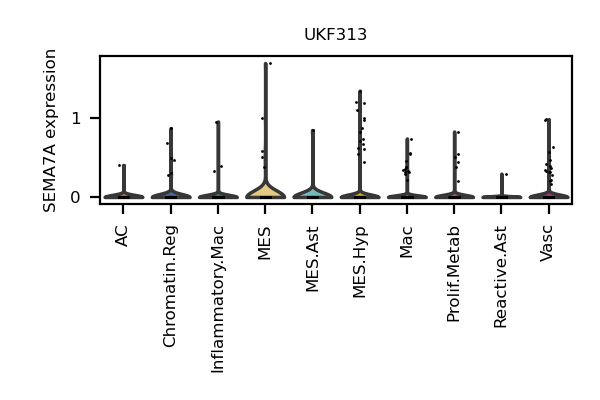 UKF313
SEMA7A expression
1
0
AC
Chromatin.Reg
Inflammatory.Mac
MES
MES.Ast
MES.Hyp
Mac
Prolif.Metab
Reactive.Ast
Vasc